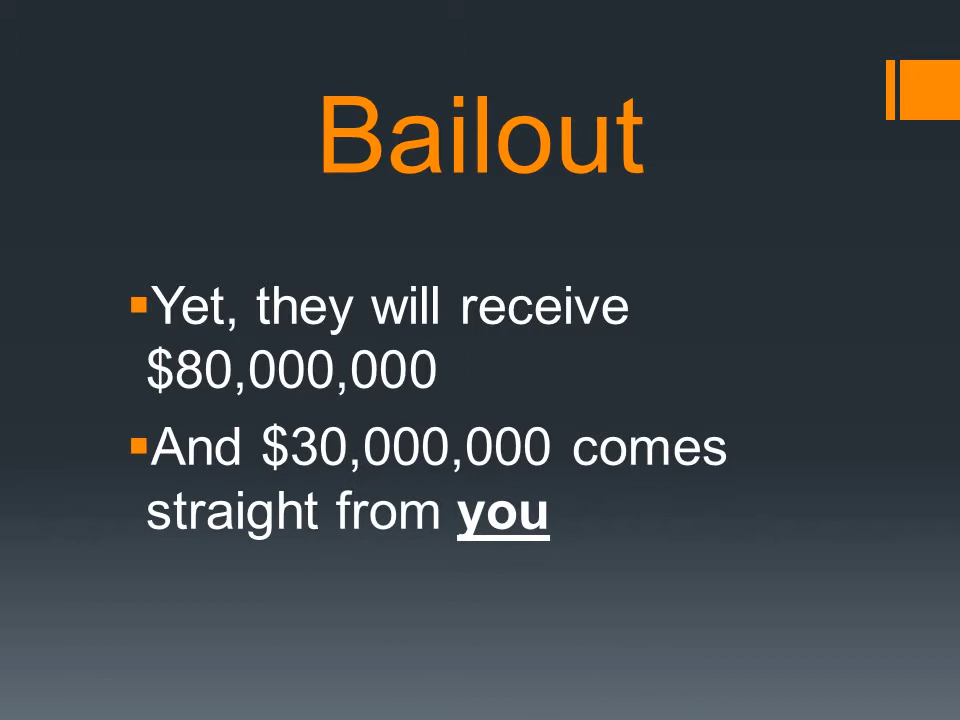 Bailout
▪Yet, they will receive
$80,000,000
▪And $30,000,000 comes
straight from you